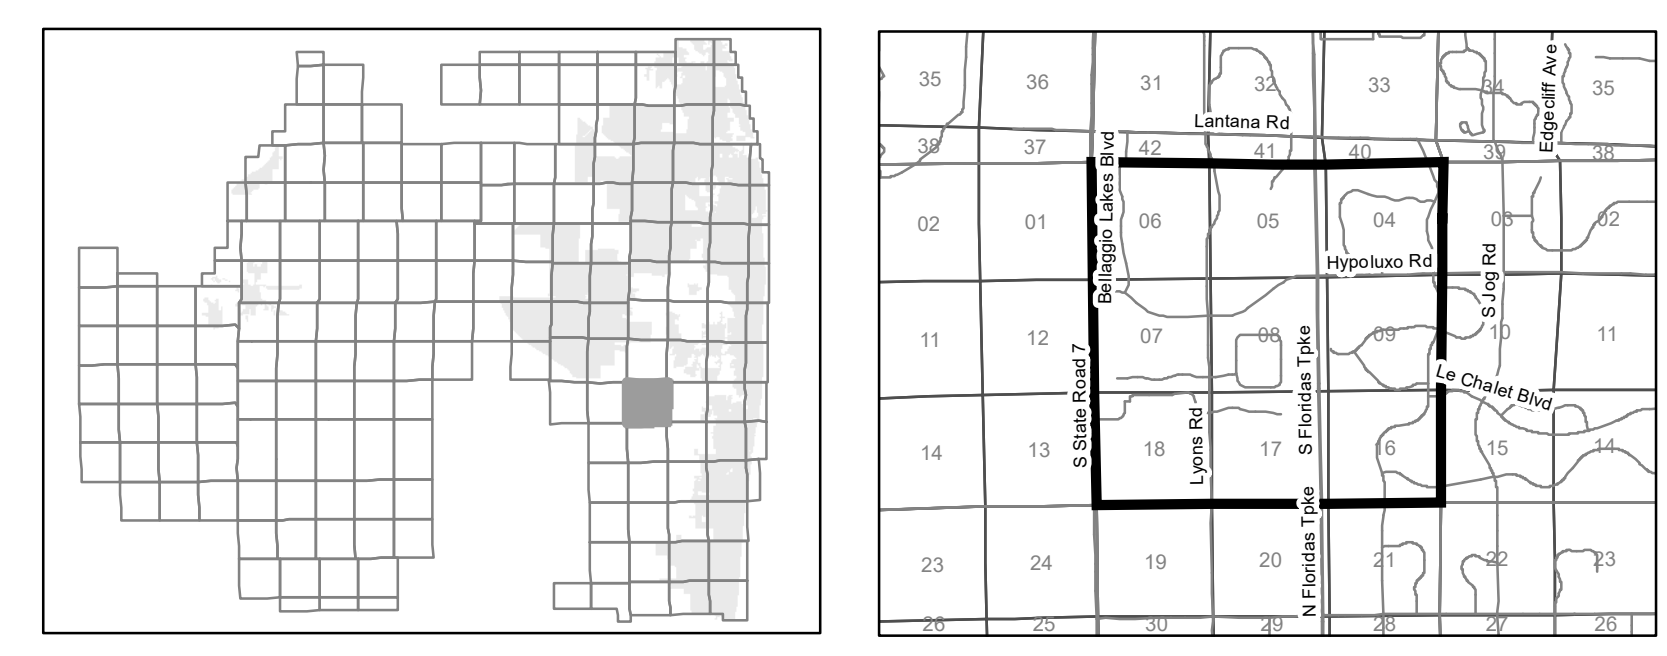 35 36 31 32 33 34 35
Edgecliff Ave
Lantana Rd
38 37 42 41 40 39 38
Bellaggio Lakes Blvd
02 01 06 05 04 03 02
Hypoluxo Rd
S Jog Rd
11 12 07 08 09 10 11
S State Road 7
S Floridas Tpke
Le Chalet Blvd
Lyons Rd
14 13 18 17 16 15 14
N Floridas Tpke
23 24 19 20 21 22 23
26 25 30 29 28 27 26